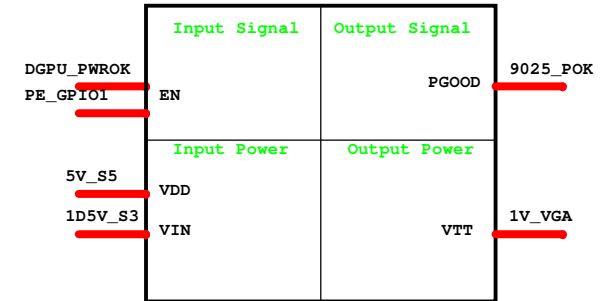 Input Signal Output Signal
DGPU_PWROK
PE_GPIO1 EN
PGOOD 9025_POK
Input Power Output Power
5V_S5 VDD
1D5V_S3 VIN
VTT 1V_VGA